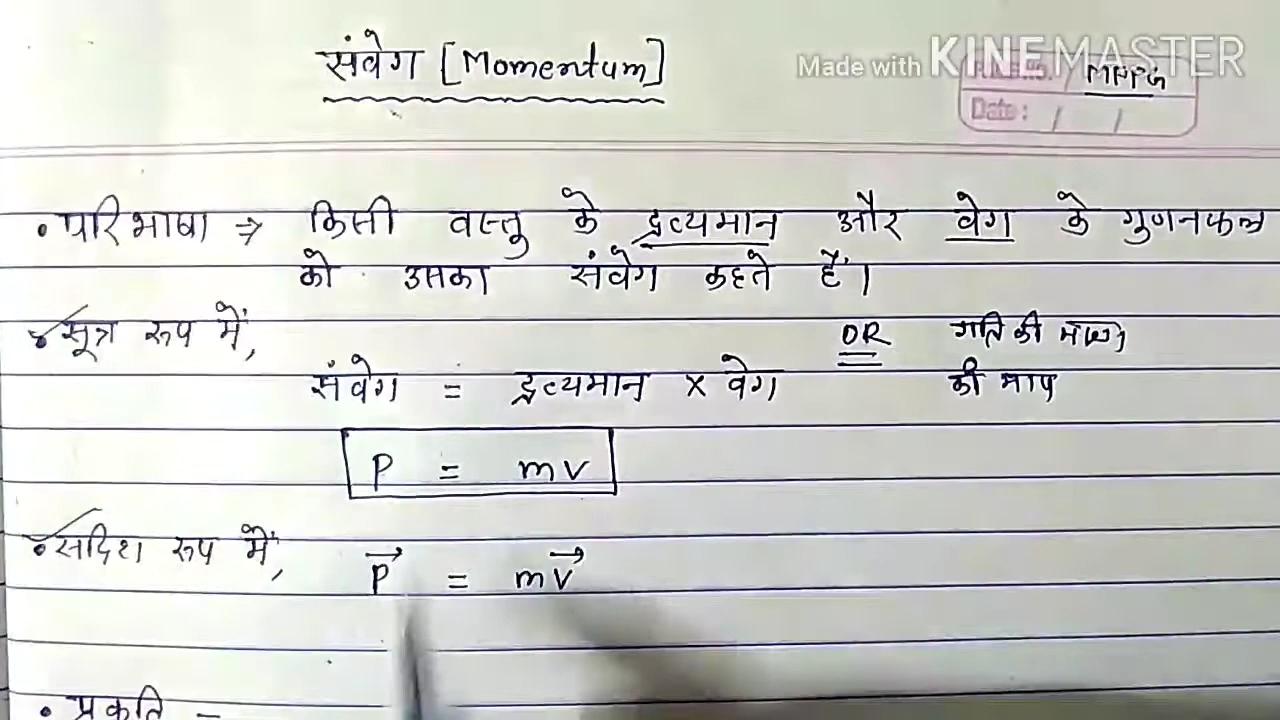 संवेग [Momentum]
Made with KINEMASTER
Date: / /
• परिभाषा ⇒ किसी वस्तु के द्रव्यमान और वेग के गुणनफल
को उसका संवेग कहते हैं।
सूत्र रूप में,
OR गति की मात्रा
संवेग = द्रव्यमान x वेग की माप
P = mv
सदिश रूप में, P⃗ = mv⃗
• प्रकृति –